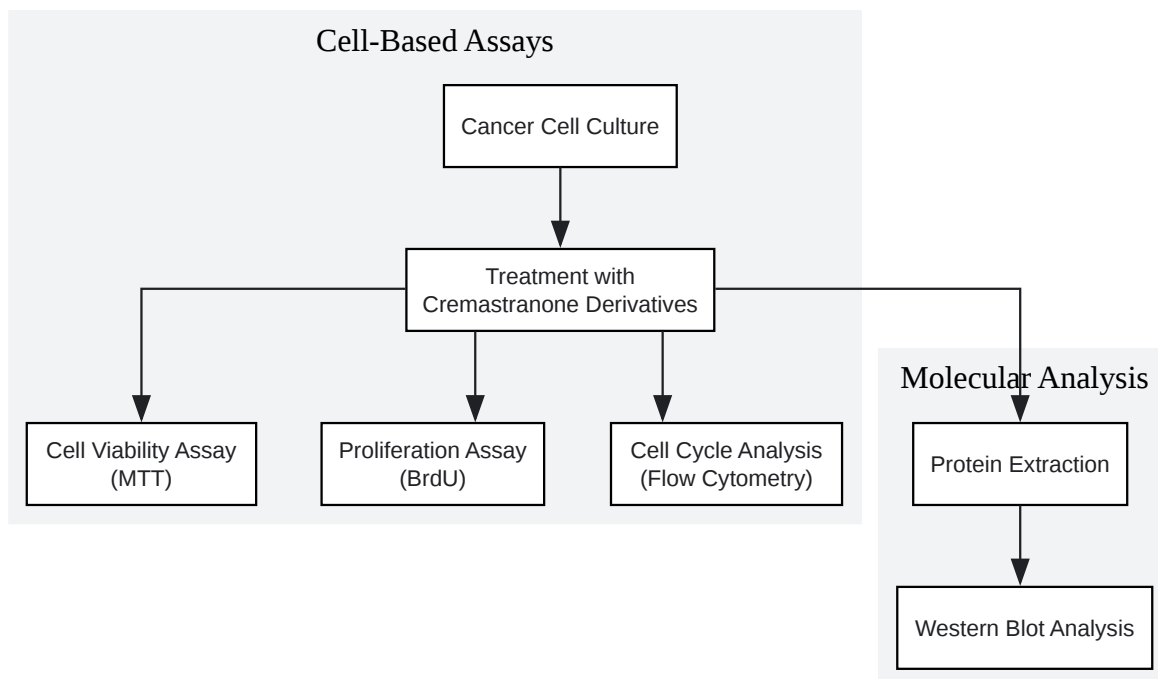 Cell-Based Assays
Cancer Cell Culture
Treatment with
Cremastranone Derivatives
Molecular Analysis
Cell Viability Assay
(MTT)
Proliferation Assay
(BrdU)
Cell Cycle Analysis
(Flow Cytometry)
Protein Extraction
Western Blot Analysis